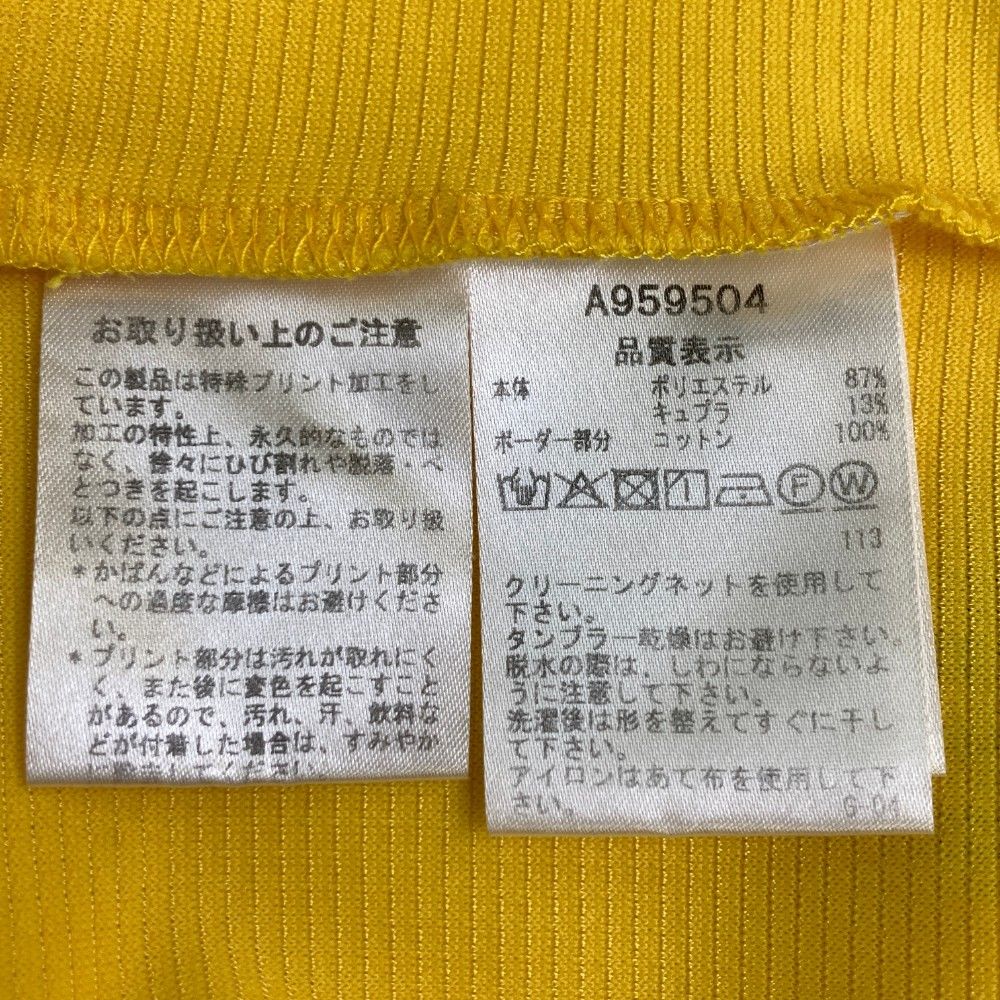 お取り扱い上のご注意
この製品は特殊プリント加工をし
ています。
加工の特性上、永久的なものでは
なく、徐々にひび割れや脱落・べ
とつきを起こします。
以下の点にご注意の上、お取り扱
いください。
*かばんなどによるプリント部分
への過度な摩擦はお避けくださ
い。
*プリント部分は汚れが取れにく
く、また後に変色を起こすこと
があるので、汚れ、汗、飲料な
どが付着した場合は、すみやか
ください。
A959504
品質表示
本体 ポリエステル 87%
キュプラ 13%
ボーダー部分 コットン 100%
F W
113
クリーニングネットを使用して
下さい。
タンブラー乾燥はお避け下さい。
脱水の際は、しわにならないよ
うに注意して下さい。
洗濯後は形を整えてすぐに干し
て下さい。
アイロンはあて布を使用して下
さい。
G-04